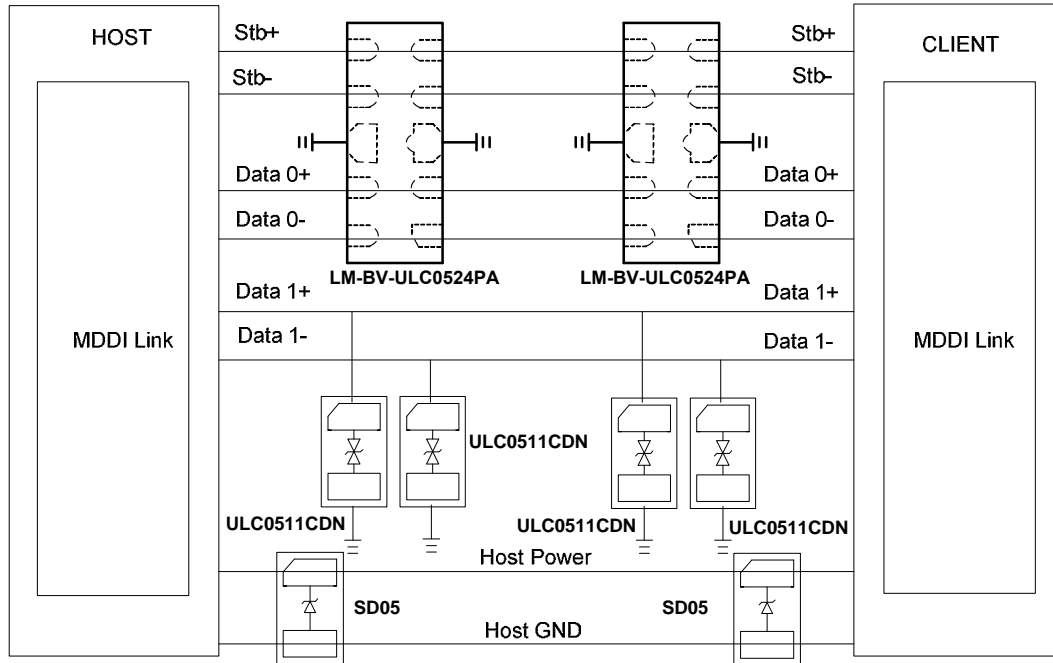 HOST
CLIENT
Stb+
Stb+
Stb-
Stb-
Data 0+
Data 0+
Data 0-
Data 0-
LM-BV-ULC0524PA
LM-BV-ULC0524PA
Data 1+
Data 1+
MDDI Link
Data 1-
Data 1-
MDDI Link
ULC0511CDN
ULC0511CDN
ULC0511CDN
ULC0511CDN
Host Power
SD05
SD05
Host GND